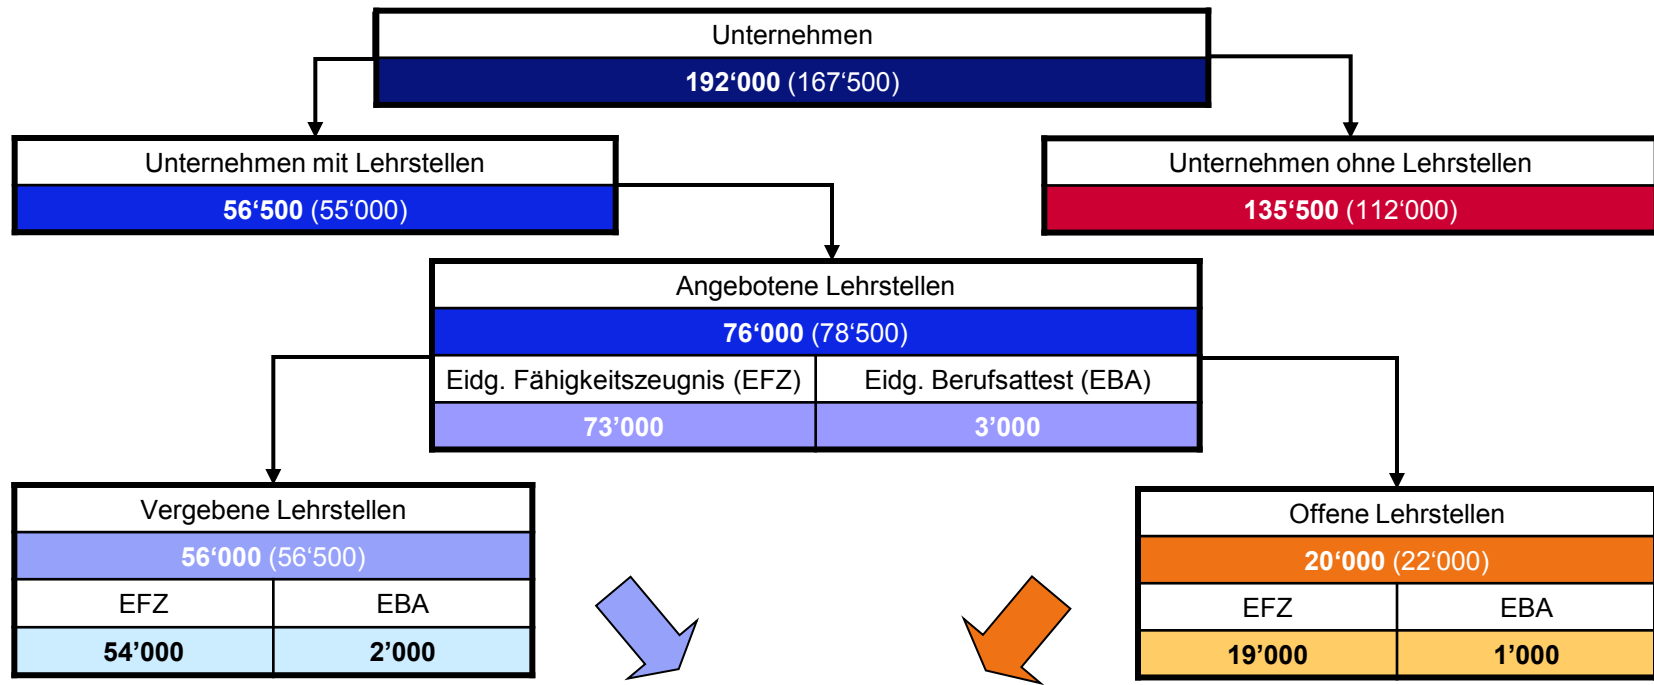 Unternehmen
192‘000 (167‘500)
Unternehmen mit Lehrstellen
56‘500 (55‘000)
Unternehmen ohne Lehrstellen
135‘500 (112‘000)
Angebotene Lehrstellen
76‘000 (78‘500)
Eidg. Fähigkeitszeugnis (EFZ) Eidg. Berufsattest (EBA)
73’000 3’000
Vergebene Lehrstellen
56‘000 (56‘500)
EFZ EBA
54’000 2’000
Offene Lehrstellen
20‘000 (22‘000)
EFZ EBA
19’000 1’000